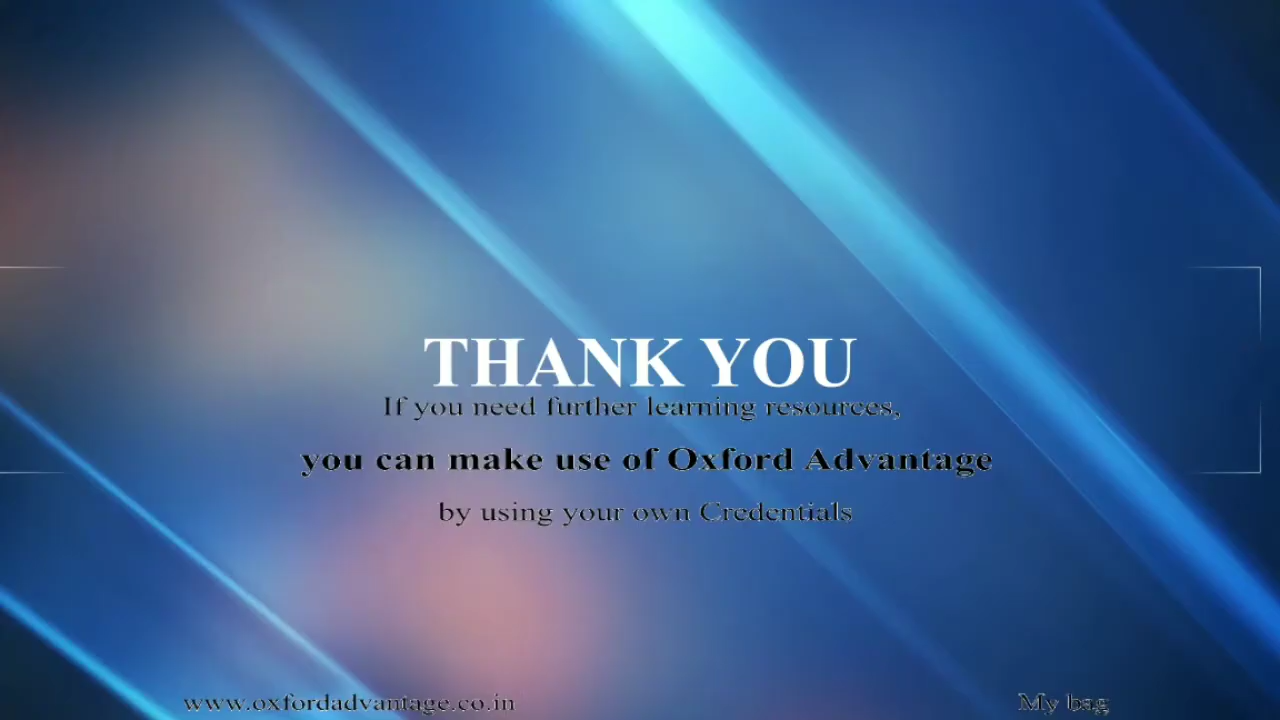 THANK YOU
If you need further learning resources,
you can make use of Oxford Advantage
by using your own Credentials
www.oxfordadvantage.co.in
My bag